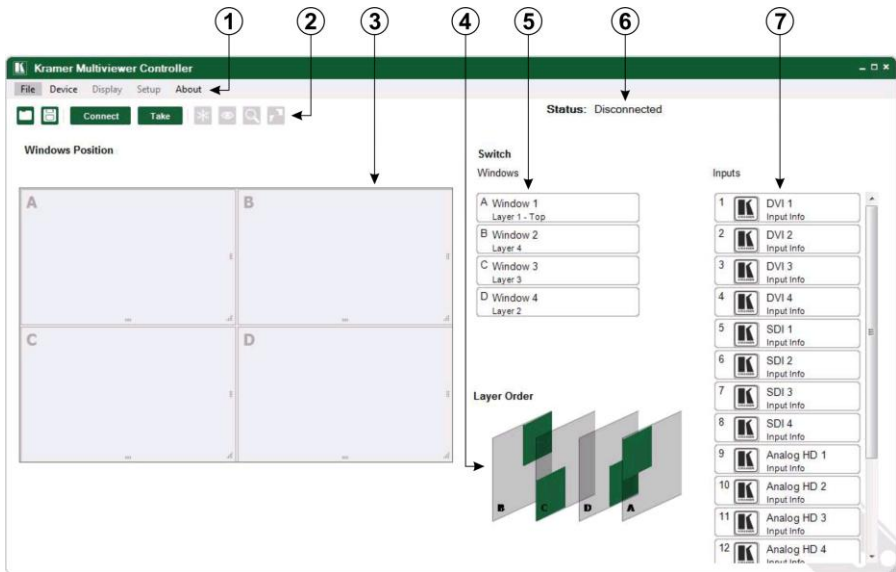 1 2 3 4 5 6 7
Kramer Multiviewer Controller
File Device Display Setup About
Connect Take
Status: Disconnected
Windows Position
A
B
C
D
Switch
Windows
A Window 1
Layer 1 - Top
B Window 2
Layer 4
C Window 3
Layer 3
D Window 4
Layer 2
Layer Order
B C D A
Inputs
1 DVI 1
Input Info
2 DVI 2
Input Info
3 DVI 3
Input Info
4 DVI 4
Input Info
5 SDI 1
Input Info
6 SDI 2
Input Info
7 SDI 3
Input Info
8 SDI 4
Input Info
9 Analog HD 1
Input Info
10 Analog HD 2
Input Info
11 Analog HD 3
Input Info
12 Analog HD 4
Input Info